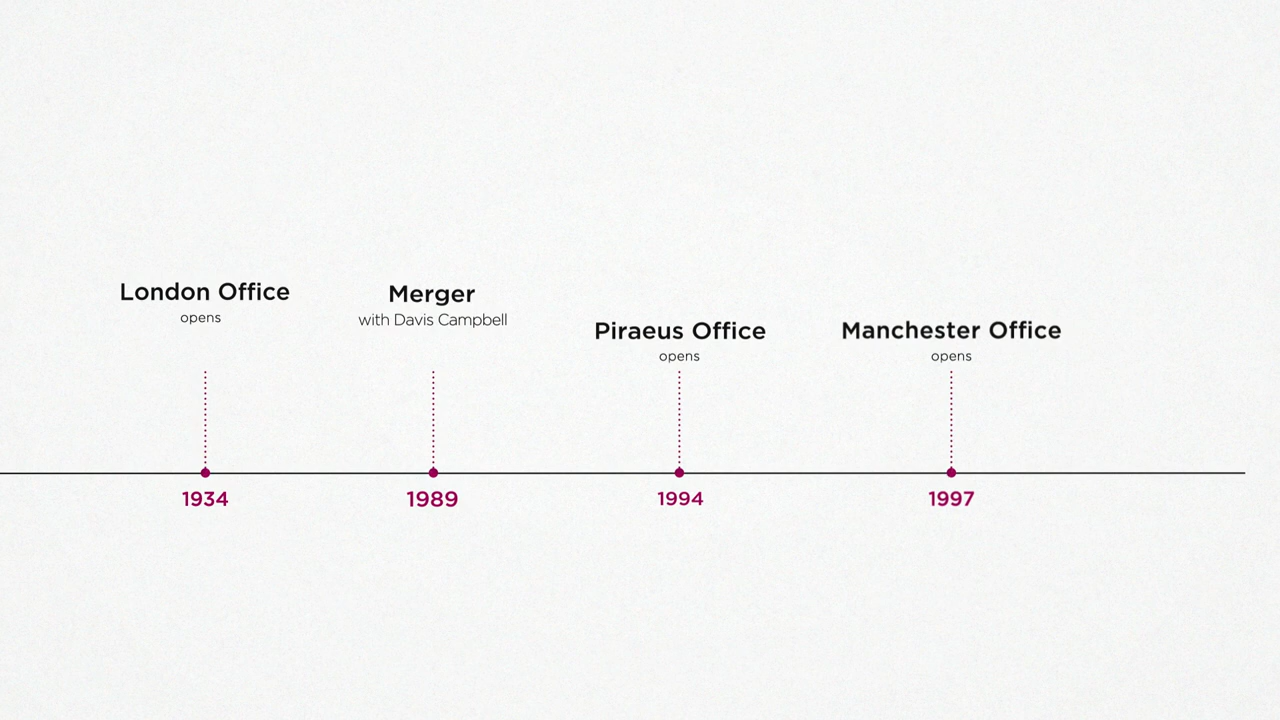 London Office
opens
1934
Merger
with Davis Campbell
1989
Piraeus Office
opens
1994
Manchester Office
opens
1997